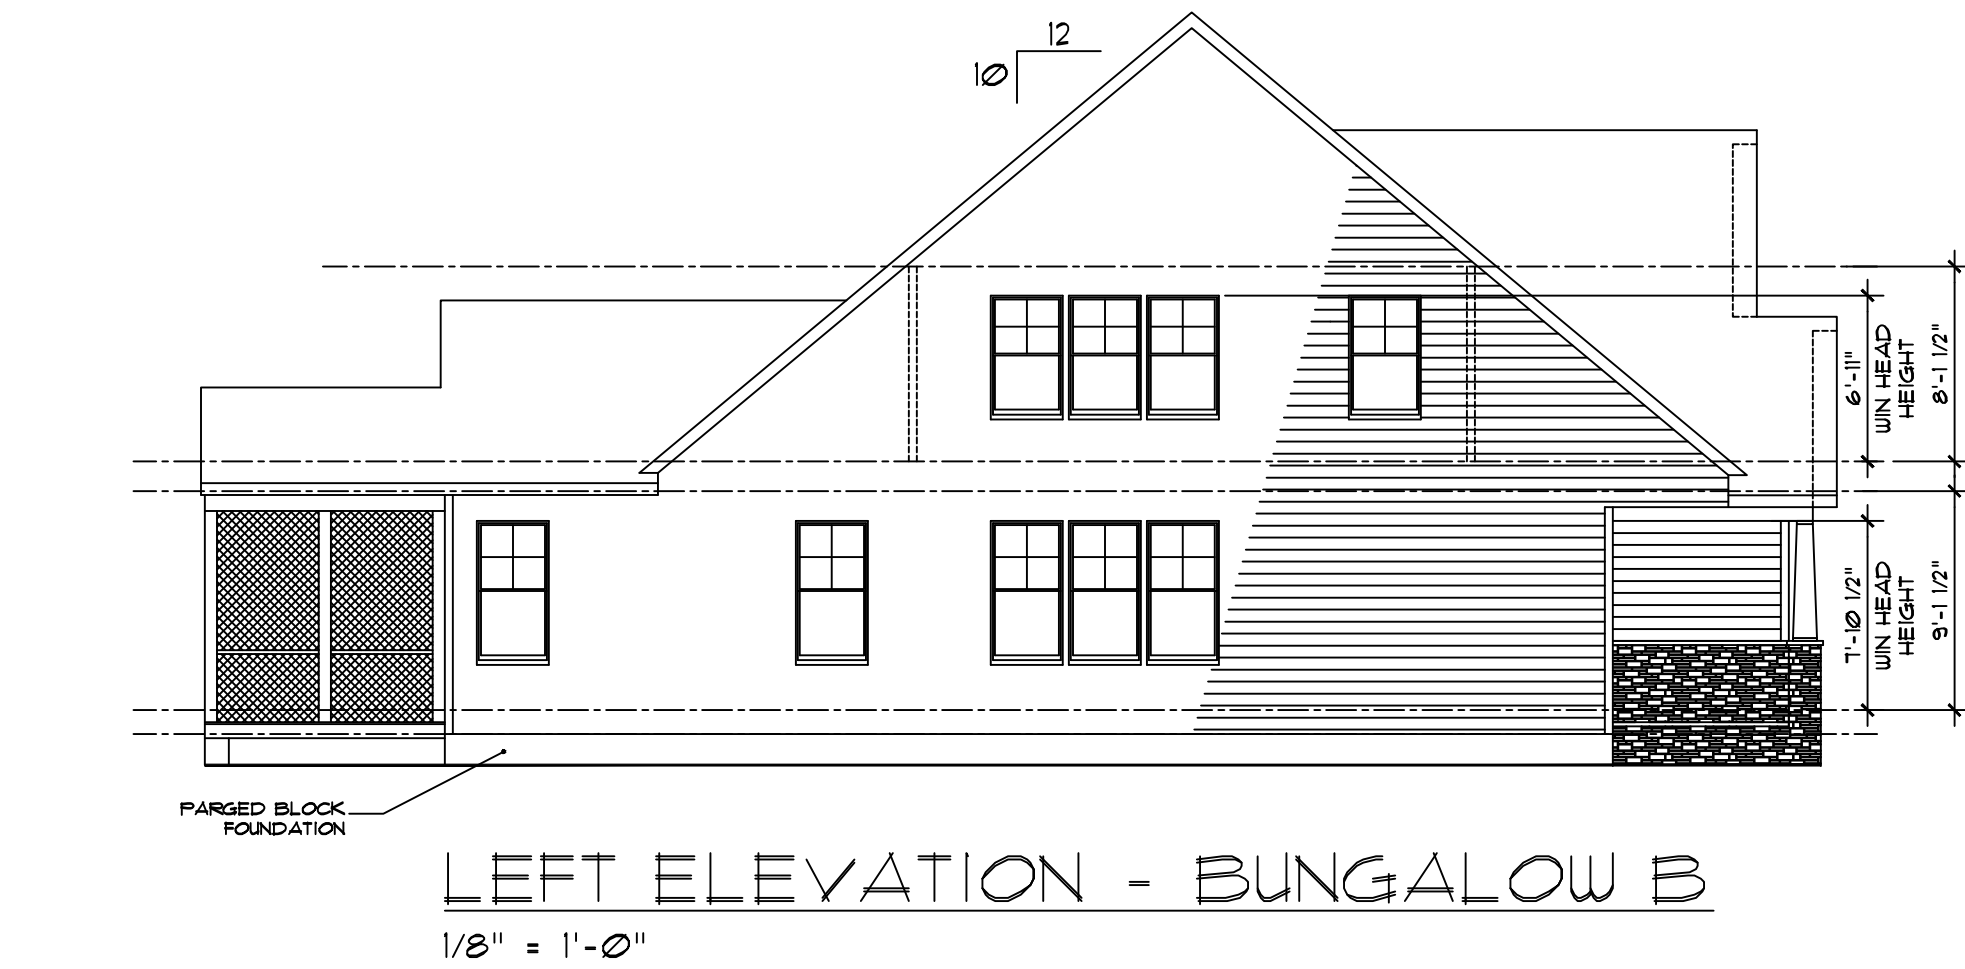 12
10
6'-11"
WIN HEAD
HEIGHT
8'-1 1/2"
7'-10 1/2"
WIN HEAD
HEIGHT
9'-1 1/2"
PARGED BLOCK
FOUNDATION
LEFT ELEVATION - BUNGALOW B
1/8" = 1'-0"